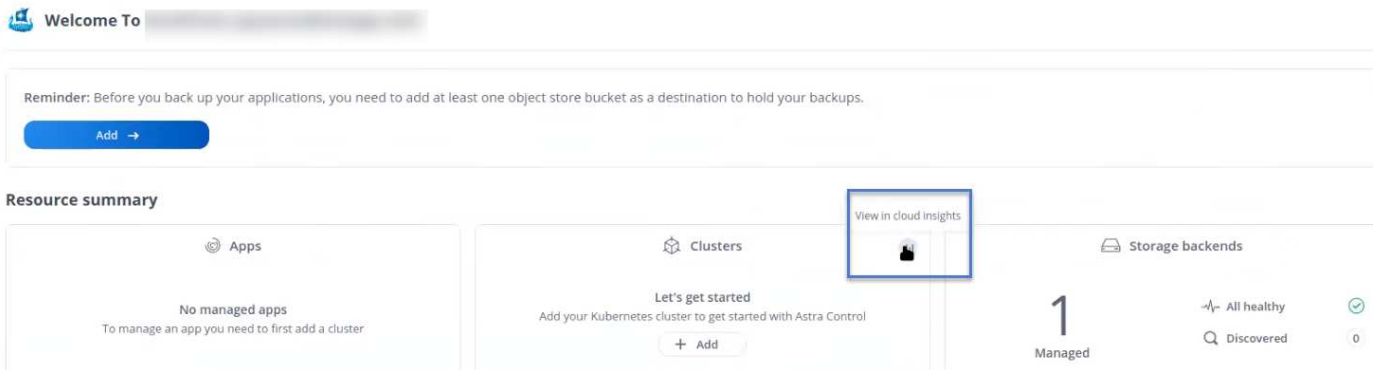 Welcome To
Reminder: Before you back up your applications, you need to add at least one object store bucket as a destination to hold your backups.
Add →
Resource summary
View in cloud insights
Apps
No managed apps
To manage an app you need to first add a cluster
Clusters
Let's get started
Add your Kubernetes cluster to get started with Astra Control
+ Add
Storage backends
1
Managed
All healthy
Discovered 0